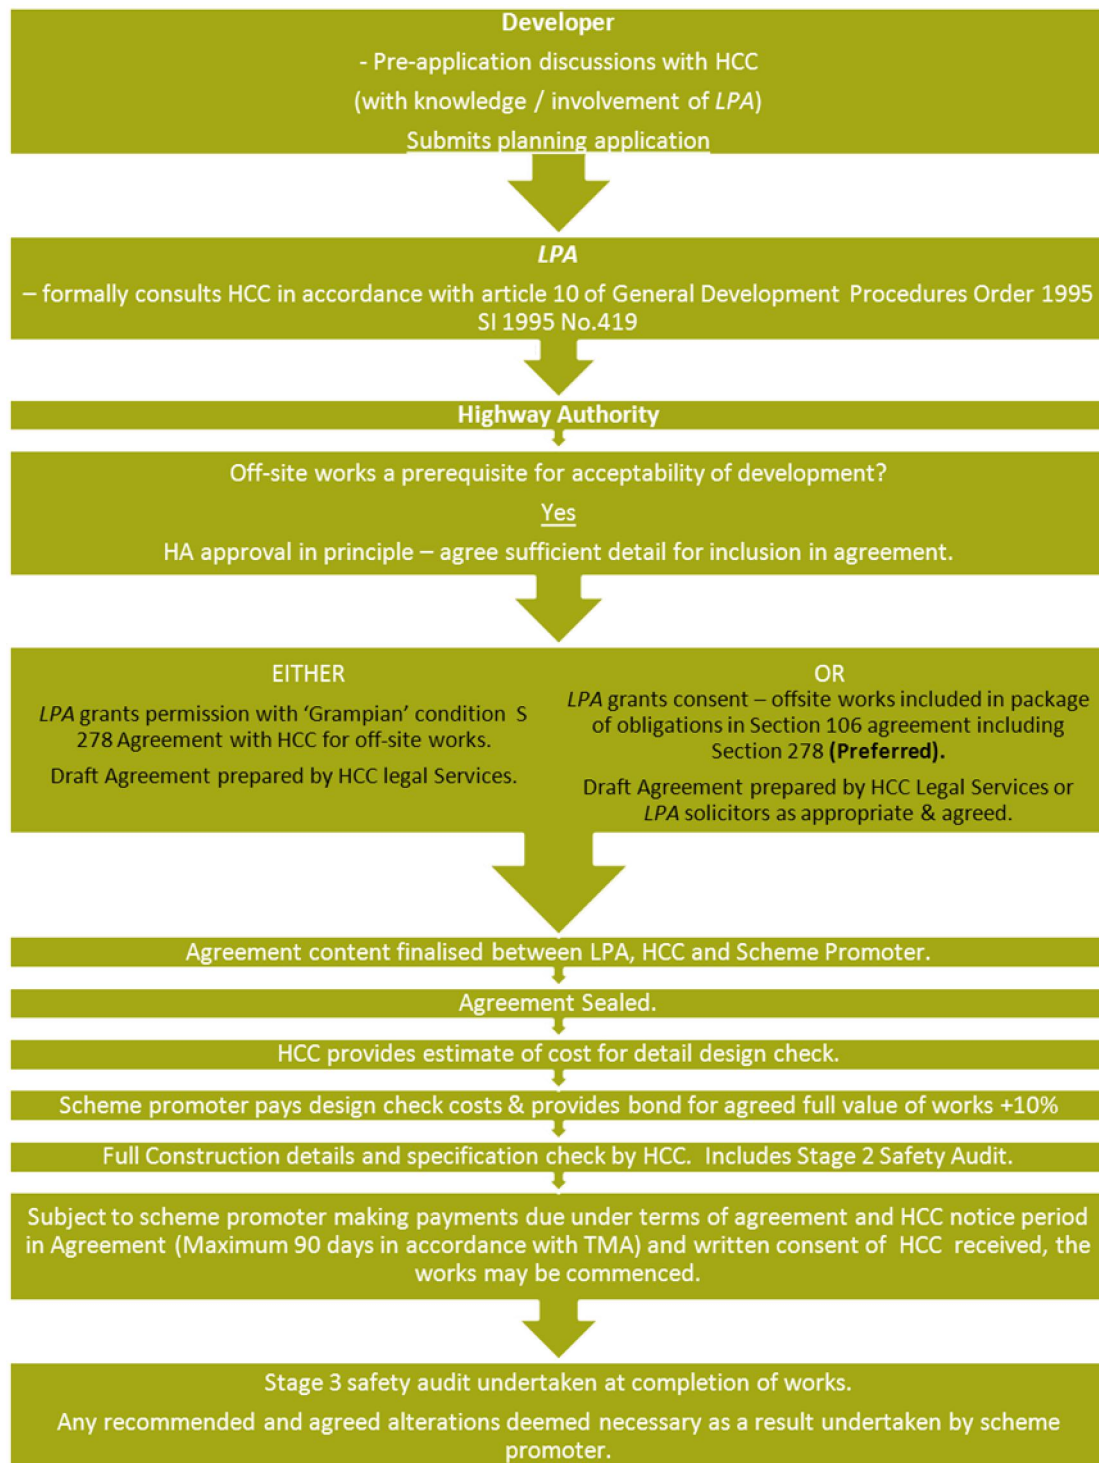 Developer
- Pre-application discussions with HCC
(with knowledge / involvement of LPA)
Submits planning application
LPA
– formally consults HCC in accordance with article 10 of General Development Procedures Order 1995
SI 1995 No.419
Highway Authority
Off-site works a prerequisite for acceptability of development?
Yes
HA approval in principle – agree sufficient detail for inclusion in agreement.
EITHER
LPA grants permission with ‘Grampian’ condition S
278 Agreement with HCC for off-site works.
Draft Agreement prepared by HCC legal Services.
OR
LPA grants consent – offsite works included in package
of obligations in Section 106 agreement including
Section 278 (Preferred).
Draft Agreement prepared by HCC Legal Services or
LPA solicitors as appropriate & agreed.
Agreement content finalised between LPA, HCC and Scheme Promoter.
Agreement Sealed.
HCC provides estimate of cost for detail design check.
Scheme promoter pays design check costs & provides bond for agreed full value of works +10%
Full Construction details and specification check by HCC. Includes Stage 2 Safety Audit.
Subject to scheme promoter making payments due under terms of agreement and HCC notice period
in Agreement (Maximum 90 days in accordance with TMA) and written consent of HCC received, the
works may be commenced.
Stage 3 safety audit undertaken at completion of works.
Any recommended and agreed alterations deemed necessary as a result undertaken by scheme
promoter.